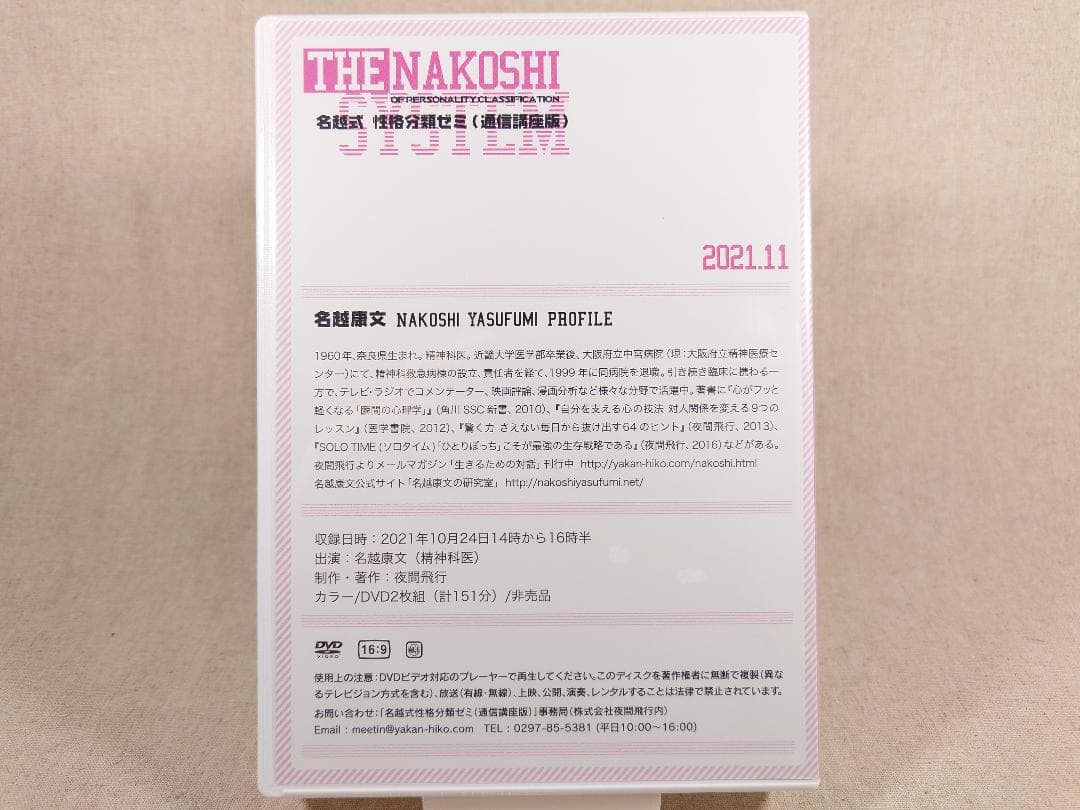 THE NAKOSHI
OF PERSONALITY CLASSIFICATION
SYSTEM
名越式 性格分類ゼミ(通信講座版)
2021.11
名越康文 NAKOSHI YASUFUMI PROFILE
1960年、奈良県生まれ。精神科医。近畿大学医学部卒業後、大阪府立中宮病院(現:大阪府立精神医療セ
ンター)にて、精神科救急病棟の設立、責任者を経て、1999年に同病院を退職。引き続き臨床に携わる一
方で、テレビ・ラジオでコメンテーター、映画評論、漫画分析など様々な分野で活躍中。著書に『心がフッと
軽くなる「瞬間の心理学」』(角川SSC新書、2010)、『自分を支える心の技法 対人関係を変える9つの
レッスン』(医学書院、2012)、『驚く力 さえない毎日から抜け出す64のヒント』(夜間飛行、2013)、
『SOLO TIME (ソロタイム)「ひとりぼっち」こそが最強の生存戦略である』(夜間飛行、2016)などがある。
夜間飛行よりメールマガジン「生きるための対話」刊行中 http://yakan-hiko.com/nakoshi.html
名越康文公式サイト「名越康文の研究室」 http://nakoshiyasufumi.net/
収録日時:2021年10月24日14時から16時半
出演:名越康文(精神科医)
制作・著作:夜間飛行
カラー/DVD2枚組(計151分)/非売品
DVD VIDEO 16:9
使用上の注意:DVDビデオ対応のプレーヤーで再生してください。このディスクを著作権者に無断で複製(異な
るテレビジョン方式を含む)、放送(有線・無線)、上映、公開、演奏、レンタルすることは法律で禁止されています。
お問い合わせ:「名越式性格分類ゼミ(通信講座版)」事務局(株式会社夜間飛行内)
Email : meetin@yakan-hiko.com TEL : 0297-85-5381 (平日10:00〜16:00)